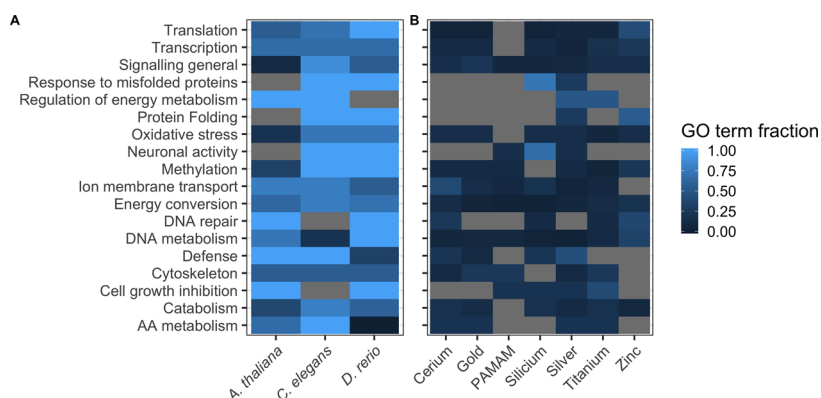 A
B
Translation
Transcription
Signalling general
Response to misfolded proteins
Regulation of energy metabolism
Protein Folding
Oxidative stress
Neuronal activity
Methylation
Ion membrane transport
Energy conversion
DNA repair
DNA metabolism
Defense
Cytoskeleton
Cell growth inhibition
Catabolism
AA metabolism
A. thaliana
C. elegans
D. rerio
Cerium
Gold
PAMAM
Silicium
Silver
Titanium
Zinc
GO term fraction
1.00
0.75
0.50
0.25
0.00